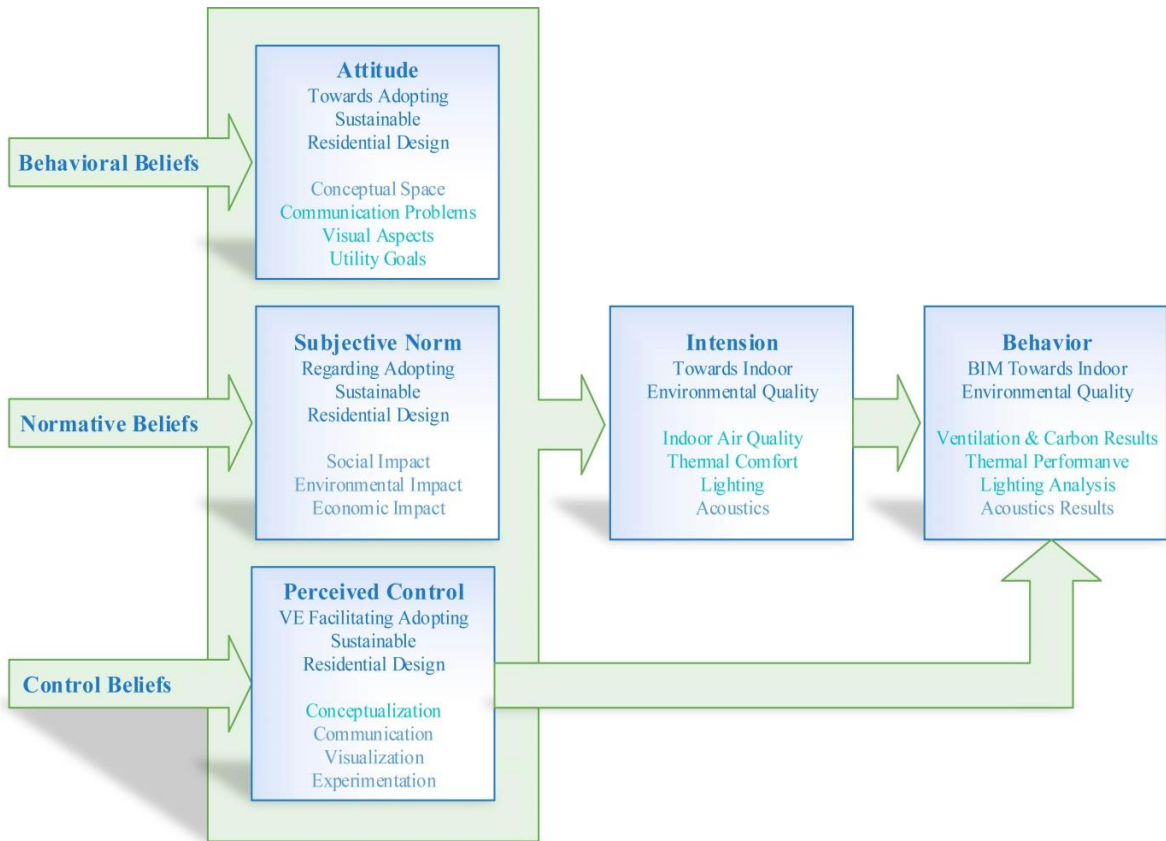 Attitude
Towards Adopting
Sustainable
Residential Design
Conceptual Space
Communication Problems
Visual Aspects
Utility Goals
Behavioral Beliefs
Subjective Norm
Regarding Adopting
Sustainable
Residential Design
Social Impact
Environmental Impact
Economic Impact
Normative Beliefs
Intension
Towards Indoor
Environmental Quality
Indoor Air Quality
Thermal Comfort
Lighting
Acoustics
Behavior
BIM Towards Indoor
Environmental Quality
Ventilation & Carbon Results
Thermal Performanve
Lighting Analysis
Acoustics Results
Perceived Control
VE Facilitating Adopting
Sustainable
Residential Design
Conceptualization
Communication
Visualization
Experimentation
Control Beliefs